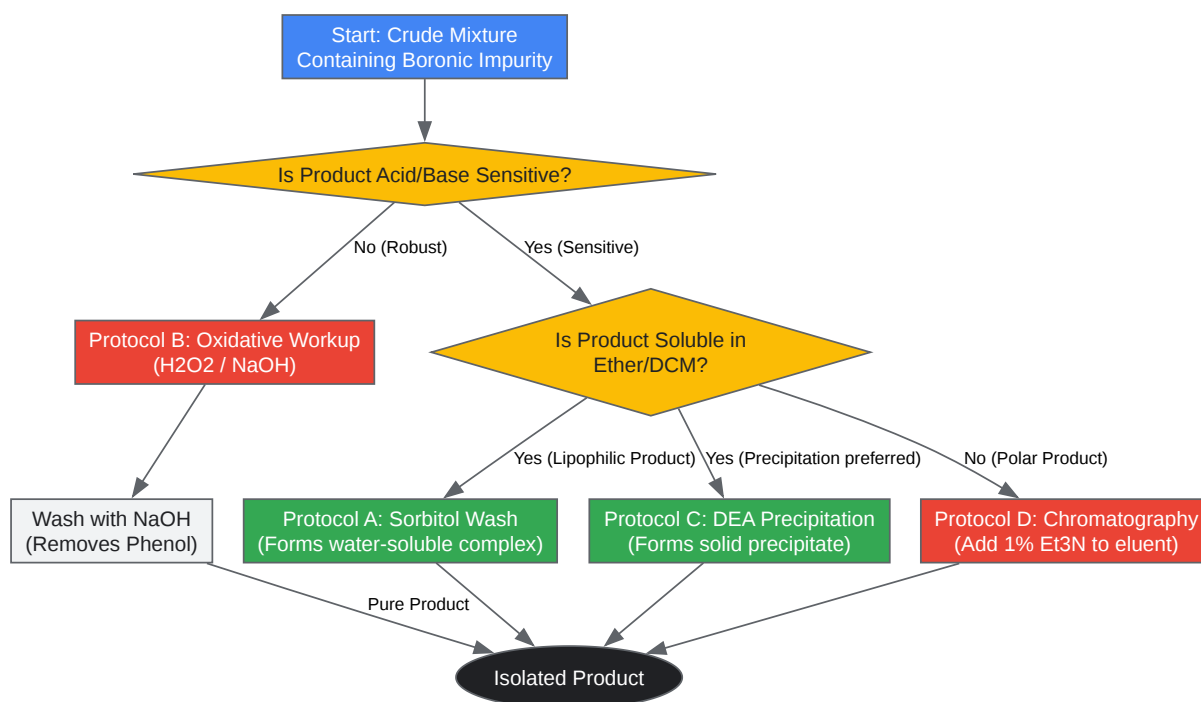 Start: Crude Mixture
Containing Boronic Impurity
Is Product Acid/Base Sensitive?
No (Robust)
Yes (Sensitive)
Protocol B: Oxidative Workup
(H2O2 / NaOH)
Is Product Soluble in
Ether/DCM?
Yes (Lipophilic Product)
Yes (Precipitation preferred)
No (Polar Product)
Wash with NaOH
(Removes Phenol)
Protocol A: Sorbitol Wash
(Forms water-soluble complex)
Protocol C: DEA Precipitation
(Forms solid precipitate)
Protocol D: Chromatography
(Add 1% Et3N to eluent)
Pure Product
Isolated Product